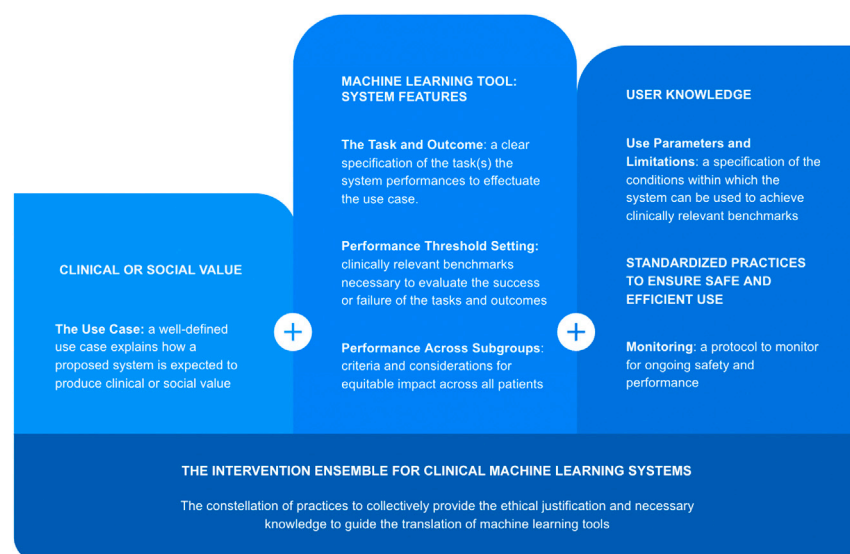 CLINICAL OR SOCIAL VALUE
The Use Case: a well-defined
use case explains how a
proposed system is expected to
produce clinical or social value
+
MACHINE LEARNING TOOL:
SYSTEM FEATURES
The Task and Outcome: a clear
specification of the task(s) the
system performances to effectuate
the use case.
Performance Threshold Setting:
clinically relevant benchmarks
necessary to evaluate the success
or failure of the tasks and outcomes
Performance Across Subgroups:
criteria and considerations for
equitable impact across all patients
+
USER KNOWLEDGE
Use Parameters and
Limitations: a specification of the
conditions within which the
system can be used to achieve
clinically relevant benchmarks
STANDARDIZED PRACTICES
TO ENSURE SAFE AND
EFFICIENT USE
Monitoring: a protocol to monitor
for ongoing safety and
performance
THE INTERVENTION ENSEMBLE FOR CLINICAL MACHINE LEARNING SYSTEMS
The constellation of practices to collectively provide the ethical justification and necessary
knowledge to guide the translation of machine learning tools